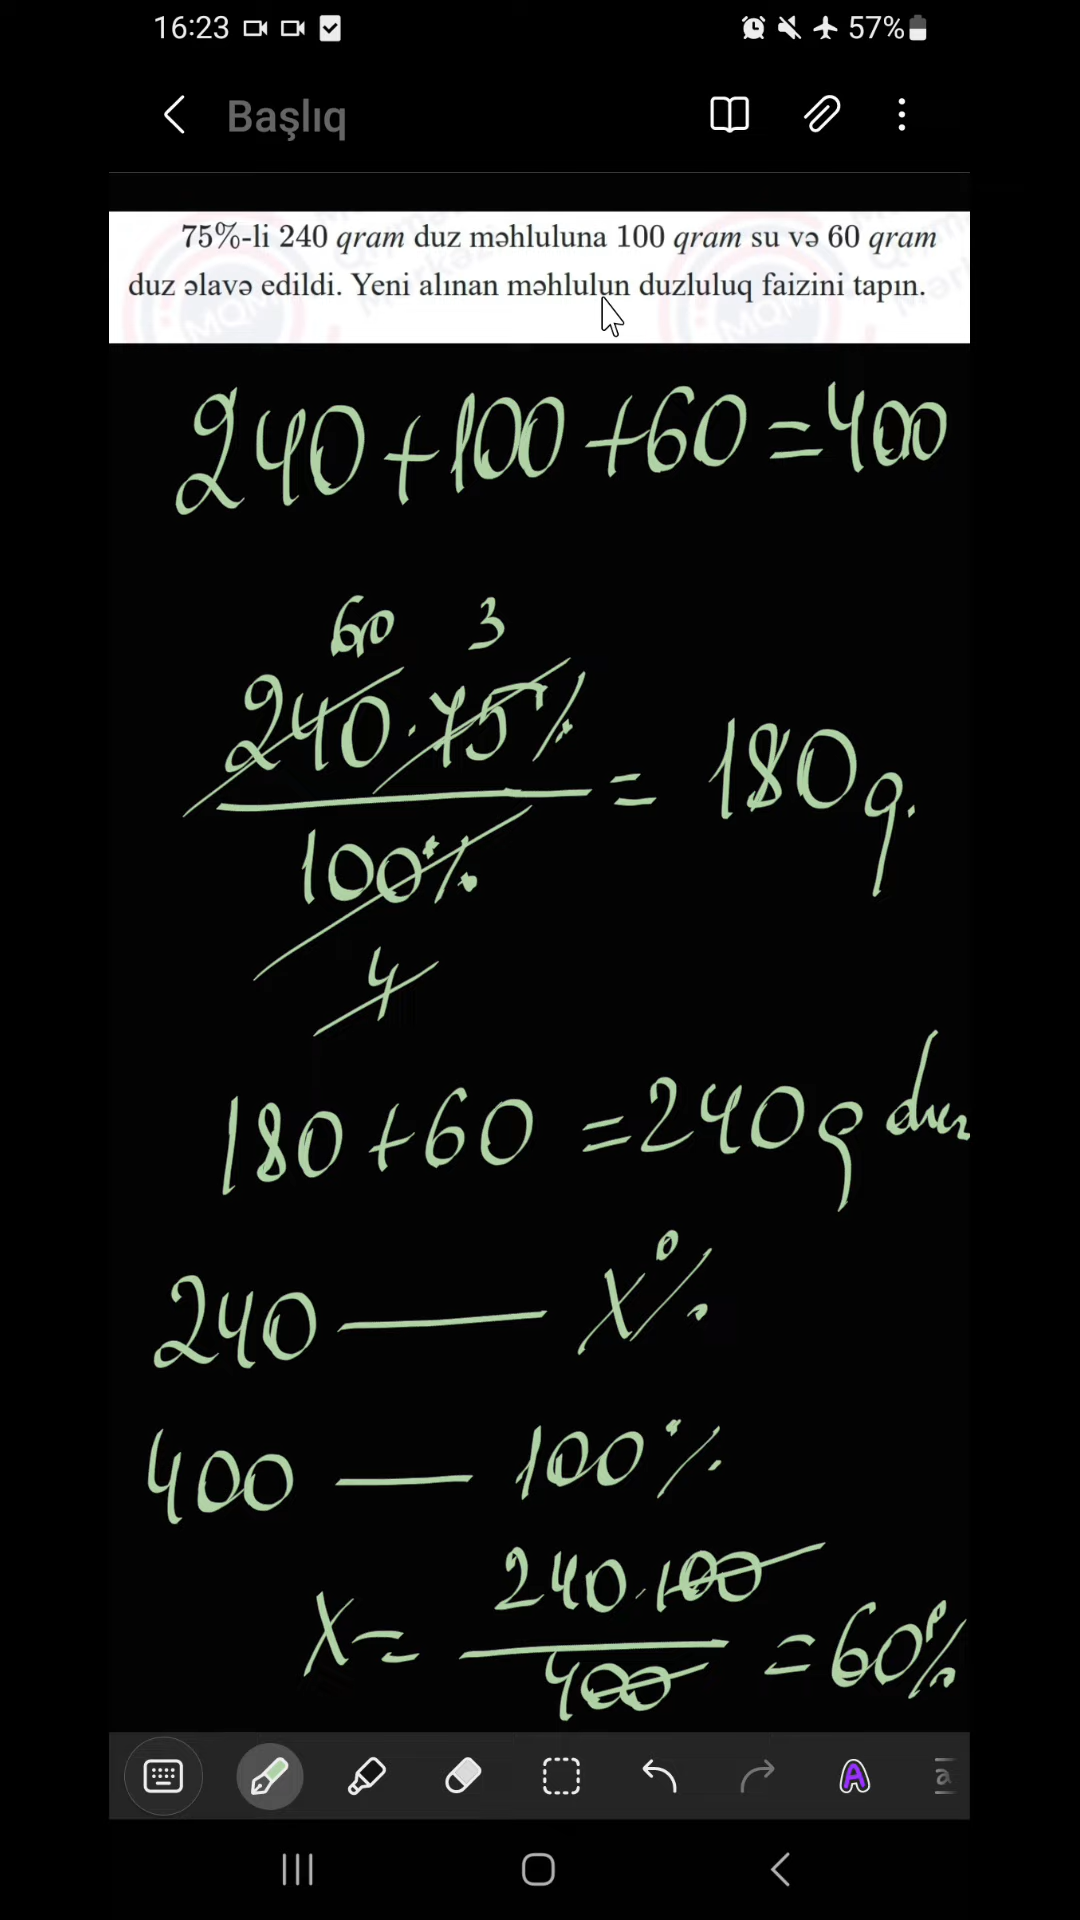 16:23 57%
Başlıq
75%-li 240 qram duz məhluluna 100 qram su və 60 qram
duz əlavə edildi. Yeni alınan məhlulun duzluluq faizini tapın.
240+100+60=400
60 3
240·75%
= 180q.
100%
4
180+60=240q duz
240 — x%
400 — 100%
240·100
x= =60%
400
A a